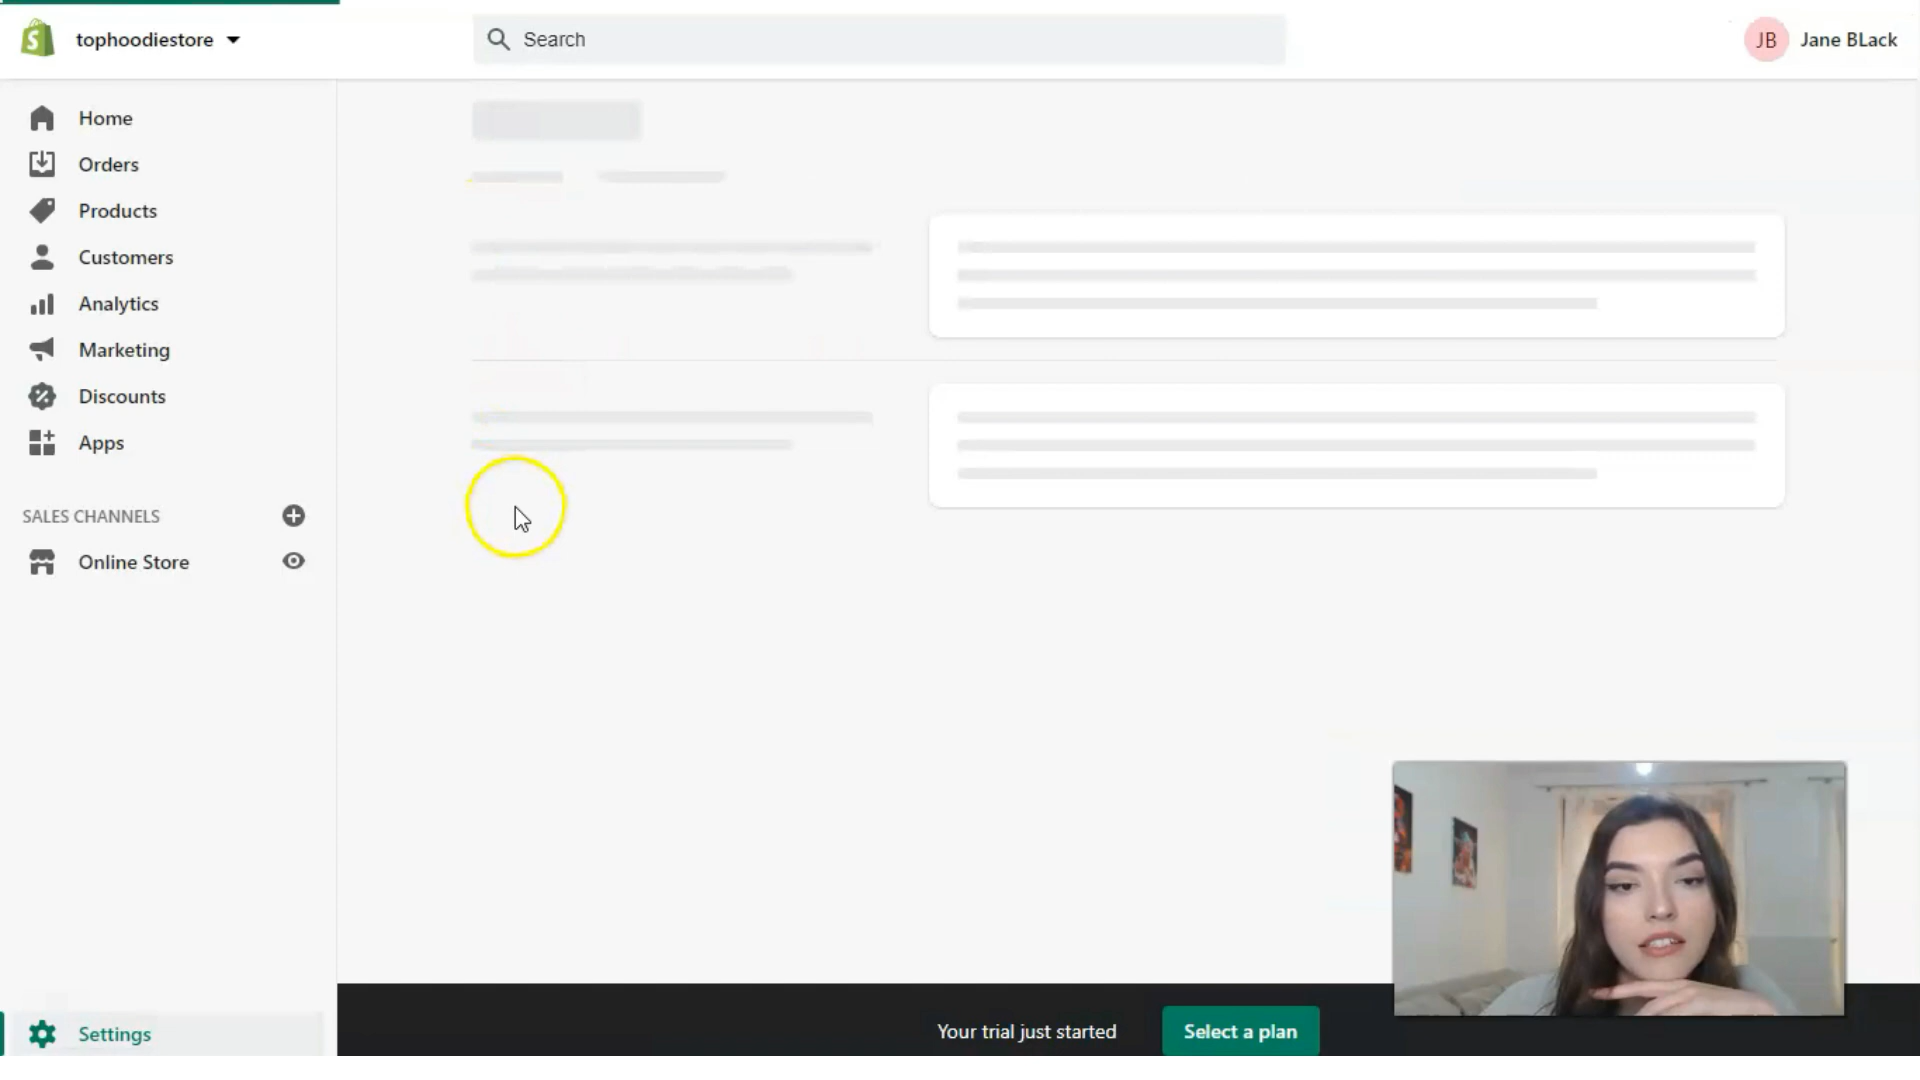 tophoodiestore
Search
JB
Jane BLack
Home
Orders
Products
Customers
Analytics
Marketing
Discounts
Apps
SALES CHANNELS
Online Store
Settings
Your trial just started
Select a plan